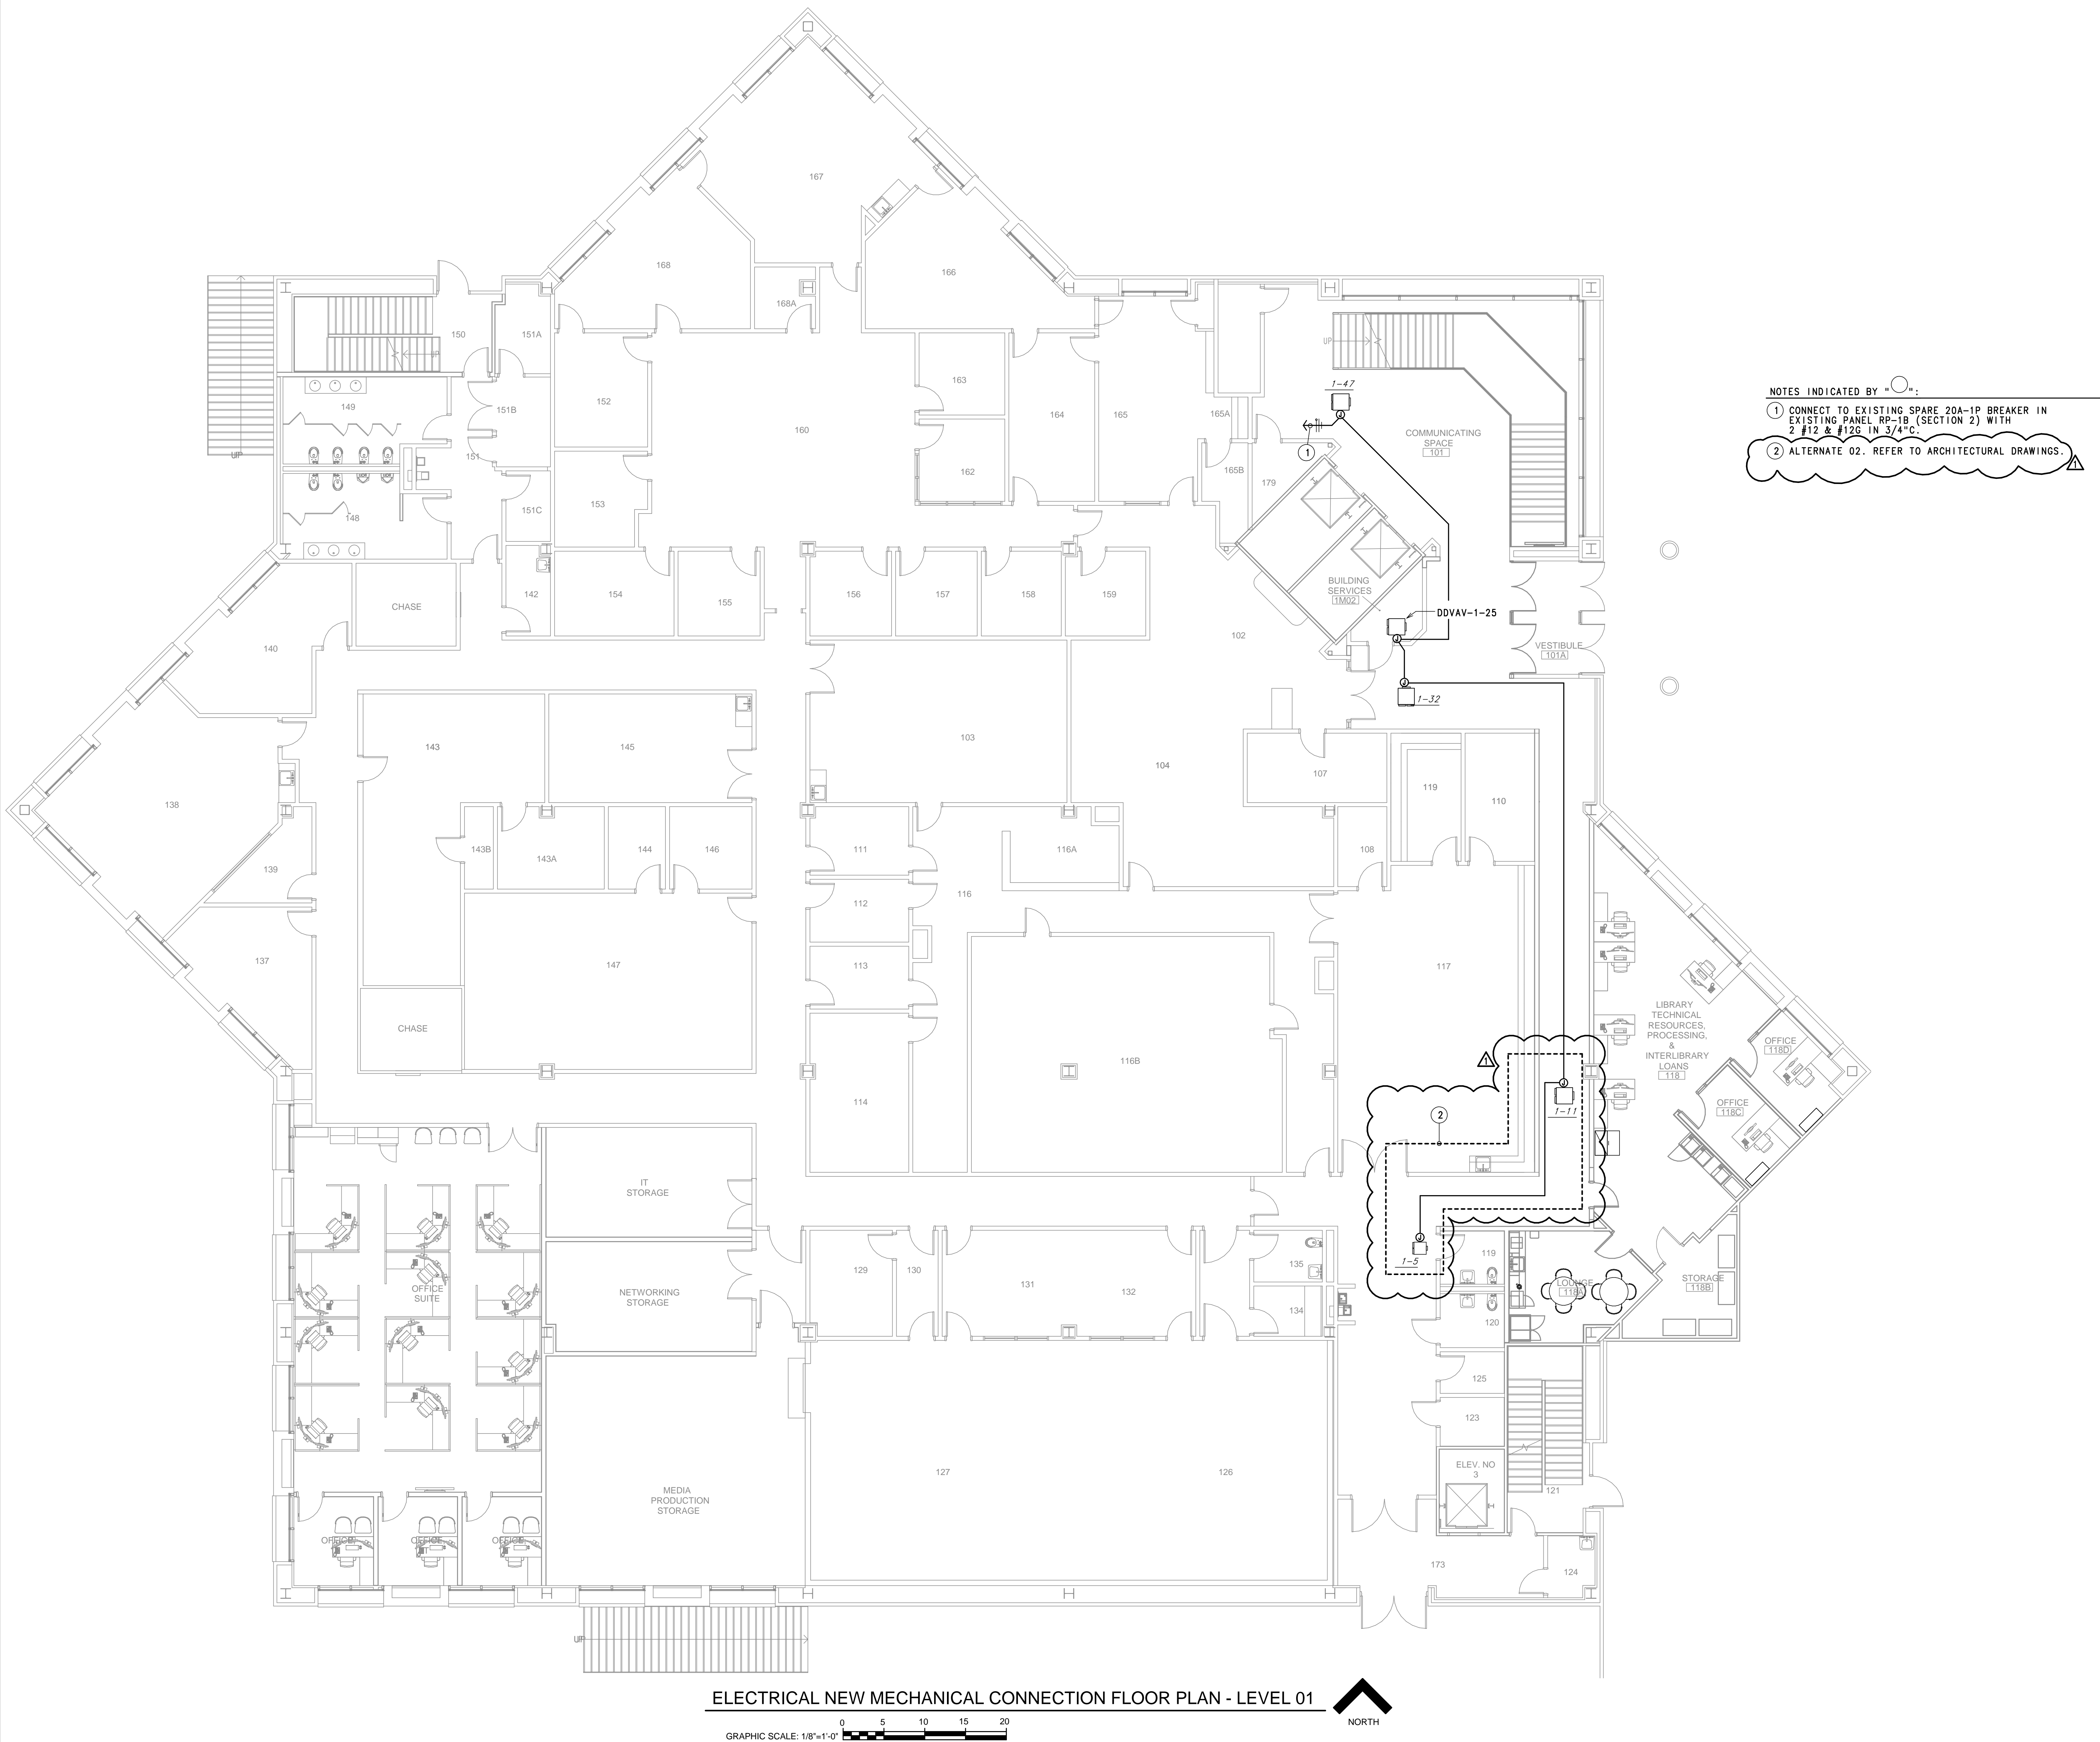 167
168
166
168A
150
151A
149
151B
152
163
160
164
165
165A
1-47
COMMUNICATING
SPACE
101
NOTES INDICATED BY "○":
1 CONNECT TO EXISTING SPARE 20A-1P BREAKER IN
EXISTING PANEL RP-1B (SECTION 2) WITH
2 #12 & #12G IN 3/4"C.
2 ALTERNATE 02. REFER TO ARCHITECTURAL DRAWINGS.
1
UP
UP
UP
1
151
162
165B
179
148
151C
153
CHASE
142
154
155
156
157
158
159
BUILDING
SERVICES
1M02
DDVAV-1-25
102
VESTIBULE
101A
140
1-32
143
145
103
104
107
119
110
138
139
143B
143A
144
146
111
116A
108
112
116
137
147
113
117
CHASE
114
116B
LIBRARY
TECHNICAL
RESOURCES,
PROCESSING,
&
INTERLIBRARY
LOANS
118
OFFICE
118D
OFFICE
118C
1
2
1-11
IT
STORAGE
1-5
129
130
131
132
135
134
119
120
LOUNGE
118A
STORAGE
118B
OFFICE
SUITE
NETWORKING
STORAGE
125
123
ELEV. NO
3
121
127
126
MEDIA
PRODUCTION
STORAGE
OFFICE
OFFICE
OFFICE
173
124
UP
ELECTRICAL NEW MECHANICAL CONNECTION FLOOR PLAN - LEVEL 01
NORTH
GRAPHIC SCALE: 1/8"=1'-0"
0 5 10 15 20